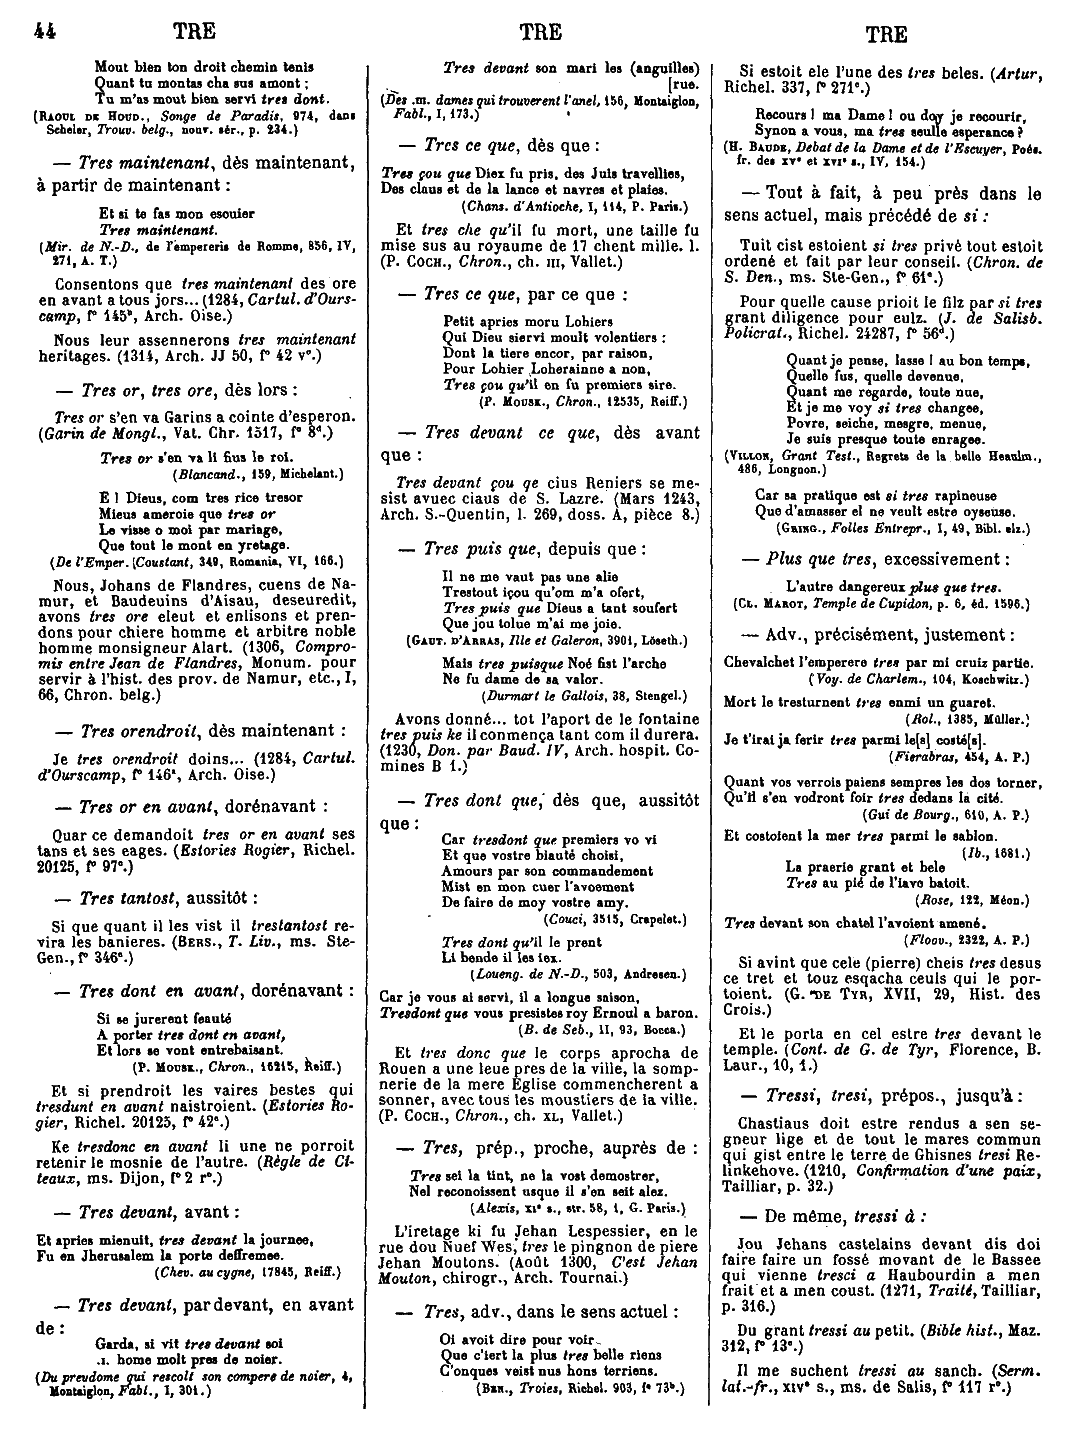 44 TRE TRE TRE
Mout bien ton droit chemin tenis
Quant tu montas cha sus amont ;
Tu m'as mout bien servi tres dont.
(RAOUL DE HOUD., Songe de Paradis, 974, dans
Scheler, Trouv. belg., nouv. sér., p. 234.)
— Tres maintenant, dès maintenant,
à partir de maintenant :
Et si te fas mon escuier
Tres maintenant.
(Mir. de N.-D., de l'empereris de Romme, 856, IV,
271, A. T.)
Consentons que tres maintenant des ore
en avant a tous jors... (1284, Cartul. d'Ours-
camp, f° 145ᵇ, Arch. Oise.)
Nous leur assennerons tres maintenant
heritages. (1314, Arch. JJ 50, f° 42 v°.)
— Tres or, tres ore, dès lors :
Tres or s'en va Garins a cointe d'esperon.
(Garin de Mongl., Vat. Chr. 1517, f° 8ᵈ.)
Tres or s'en va li fius le roi.
(Blancand., 159, Michelant.)
E ! Dieus, com tres rice tresor
Mieus ameroie que tres or
Le visse o moi par mariage,
Que tout le mont en yretage.
(De l'Emper. Coustant, 349, Romania, VI, 166.)
Nous, Johans de Flandres, cuens de Na-
mur, et Baudeuins d'Aisau, deseuredit,
avons tres ore eleut et enlisons et pren-
dons pour chiere homme et arbitre noble
homme monsigneur Alart. (1306, Compro-
mis entre Jean de Flandres, Monum. pour
servir à l'hist. des prov. de Namur, etc., I,
66, Chron. belg.)
— Tres orendroit, dès maintenant :
Je tres orendroit doins... (1284, Cartul.
d'Ourscamp, f° 146ᵃ, Arch. Oise.)
— Tres or en avant, dorénavant :
Quar ce demandoit tres or en avant ses
tans et ses eages. (Estories Rogier, Richel.
20125, f° 97ᵉ.)
— Tres tantost, aussitôt :
Si que quant il les vist il trestantost re-
vira les banieres. (BERS., T. Liv., ms. Ste-
Gen., f° 346ᵃ.)
— Tres dont en avant, dorénavant :
Si se jurerent feauté
A porter tres dont en avant,
Et lors se vont entrebaisant.
(P. MOUSK., Chron., 16215, Reiff.)
Et si prendroit les vaires bestes qui
tresdunt en avant naistroient. (Estories Ro-
gier, Richel. 20125, f° 42ᵃ.)
Ke tresdonc en avant li une ne porroit
retenir le mosnie de l'autre. (Règle de Ci-
teaux, ms. Dijon, f° 2 r°.)
— Tres devant, avant :
Et apries mienuit, tres devant la journee,
Fu en Jherusalem la porte deffremee.
(Chev. au cygne, 17845, Reiff.)
— Tres devant, par devant, en avant
de :
Garda, si vit tres devant soi
.I. home molt pres de noier.
(Du preudome qui rescolt son compere de noier, 4,
Montaiglon, Fabl., I, 301.)
Tres devant son mari les (anguilles)
[rue.
(Des .m. dames qui trouverent l'anel, 156, Montaiglon,
Fabl., I, 173.)
— Tres ce que, dès que :
Tres çou que Diex fu pris, des Juis travellies,
Des claus et de la lance et navres et plaies.
(Chans. d'Antioche, I, 114, P. Paris.)
Et tres che qu'il fu mort, une taille fu
mise sus au royaume de 17 chent mille. l.
(P. COCH., Chron., ch. III, Vallet.)
— Tres ce que, par ce que :
Petit apries moru Lohiers
Qui Dieu siervi moult volentiers :
Dont la tiere encor, par raison,
Pour Lohier Loherainne a non,
Tres çou qu'il en fu premiers sire.
(P. MOUSK., Chron., 12535, Reiff.)
— Tres devant ce que, dès avant
que :
Tres devant çou qe cius Reniers se me-
sist avuec ciaus de S. Lazre. (Mars 1243,
Arch. S.-Quentin, l. 269, doss. A, pièce 8.)
— Tres puis que, depuis que :
Il ne me vaut pas une alie
Trestout içou qu'om m'a ofert,
Tres puis que Dieus a tant soufert
Que jou tolue m'ai me joie.
(GAUT. D'ARRAS, Ille et Galeron, 3901, Löseth.)
Mais tres puisque Noé fist l'arche
Ne fu dame de sa valor.
(Durmart le Gallois, 38, Stengel.)
Avons donné... tot l'aport de le fontaine
tres puis ke il conmença tant com il durera.
(1230, Don. par Baud. IV, Arch. hospit. Co-
mines B 1.)
— Tres dont que, dès que, aussitôt
que :
Car tresdont que premiers vo vi
Et que vostre biauté choisi,
Amours par son commandement
Mist en mon cuer l'avoement
De faire de moy vostre amy.
(Couci, 3515, Crapelet.)
Tres dont qu'il le prent
Li bende il les iex.
(Loueng. de N.-D., 503, Andresen.)
Car je vous ai servi, il a longue saison,
Tresdont que vous presistes roy Ernoul a baron.
(B. de Seb., II, 93, Bocca.)
Et tres donc que le corps aprocha de
Rouen a une leue pres de la ville, la somp-
nerie de la mere Eglise commencherent a
sonner, avec tous les moustiers de la ville.
(P. COCH., Chron., ch. XL, Vallet.)
— Tres, prép., proche, auprès de :
Tres sei la tint, ne la vost demostrer,
Nel reconoissent usque il s'en seit alez.
(Alexis, XIᵉ s., str. 58, 1, G. Paris.)
L'iretage ki fu Jehan Lespessier, en le
rue dou Nuef Wes, tres le pingnon de piere
Jehan Moutons. (Août 1300, C'est Jehan
Mouton, chirogr., Arch. Tournai.)
— Tres, adv., dans le sens actuel :
Oi avoit dire pour voir
Que c'iert la plus tres belle riens
C'onques veist nus hons terriens.
(BEN., Troies, Richel. 903, f° 73ᵇ.)
Si estoit ele l'une des tres beles. (Artur,
Richel. 337, f° 271ᵉ.)
Recours ! ma Dame ! ou doy je recourir,
Synon a vous, ma tres seulle esperance ?
(H. BAUDE, Debat de la Dame et de l'Escuyer, Poés.
fr. des XVᵉ et XVIᵉ s., IV, 154.)
— Tout à fait, à peu près dans le
sens actuel, mais précédé de si :
Tuit cist estoient si tres privé tout estoit
ordené et fait par leur conseil. (Chron. de
S. Den., ms. Ste-Gen., f° 61ᵉ.)
Pour quelle cause prioit le filz par si tres
grant diligence pour eulz. (J. de Salisb.
Policrat., Richel. 24287, f° 56ᵈ.)
Quant je pense, lasse ! au bon temps,
Quelle fus, quelle devenue,
Quant me regarde, toute nue,
Et je me voy si tres changee,
Povre, seiche, mesgre, menue,
Je suis presque toute enragee.
(VILLON, Grant Test., Regrets de la belle Heaulm.,
486, Longnon.)
Car sa pratique est si tres rapineuse
Que d'amasser el ne veult estre oyseuse.
(GRING., Folles Entrepr., I, 49, Bibl. elz.)
— Plus que tres, excessivement :
L'autre dangereux plus que tres.
(CL. MAROT, Temple de Cupidon, p. 6, éd. 1596.)
— Adv., précisément, justement :
Chevalchet l'emperere tres par mi cruiz partie.
(Voy. de Charlem., 104, Koschwitz.)
Mort le tresturnent tres enmi un guaret.
(Rol., 1385, Müller.)
Je t'irai ja ferir tres parmi le[s] costé[s].
(Fierabras, 454, A. P.)
Quant vos verrois paiens sempres les dos torner,
Qu'il s'en vodront foir tres dedans la cité.
(Gui de Bourg., 610, A. P.)
Et costoient la mer tres parmi le sablon.
(Ib., 1681.)
La praerie grant et bele
Tres au pié de l'iave batoit.
(Rose, 122, Méon.)
Tres devant son chatel l'avoient amené.
(Floov., 2322, A. P.)
Si avint que cele (pierre) cheis tres desus
ce tret et touz esqacha ceuls qui le por-
toient. (G. DE TYR, XVII, 29, Hist. des
Crois.)
Et le porta en cel estre tres devant le
temple. (Cont. de G. de Tyr, Florence, B.
Laur., 10, 1.)
— Tressi, tresi, prépos., jusqu'à :
Chastiaus doit estre rendus a sen se-
gneur lige et de tout le mares commun
qui gist entre le terre de Ghisnes tresi Re-
linkehove. (1210, Confirmation d'une paix,
Tailliar, p. 32.)
— De même, tressi à :
Jou Jehans castelains devant dis doi
faire faire un fossé movant de le Bassee
qui vienne tresci a Haubourdin a men
frait et a men coust. (1271, Traité, Tailliar,
p. 316.)
Du grant tressi au petit. (Bible hist., Maz.
312, f° 13ᵉ.)
Il me suchent tressi au sanch. (Serm.
lat.-fr., XIVᵉ s., ms. de Salis, f° 117 r°.)